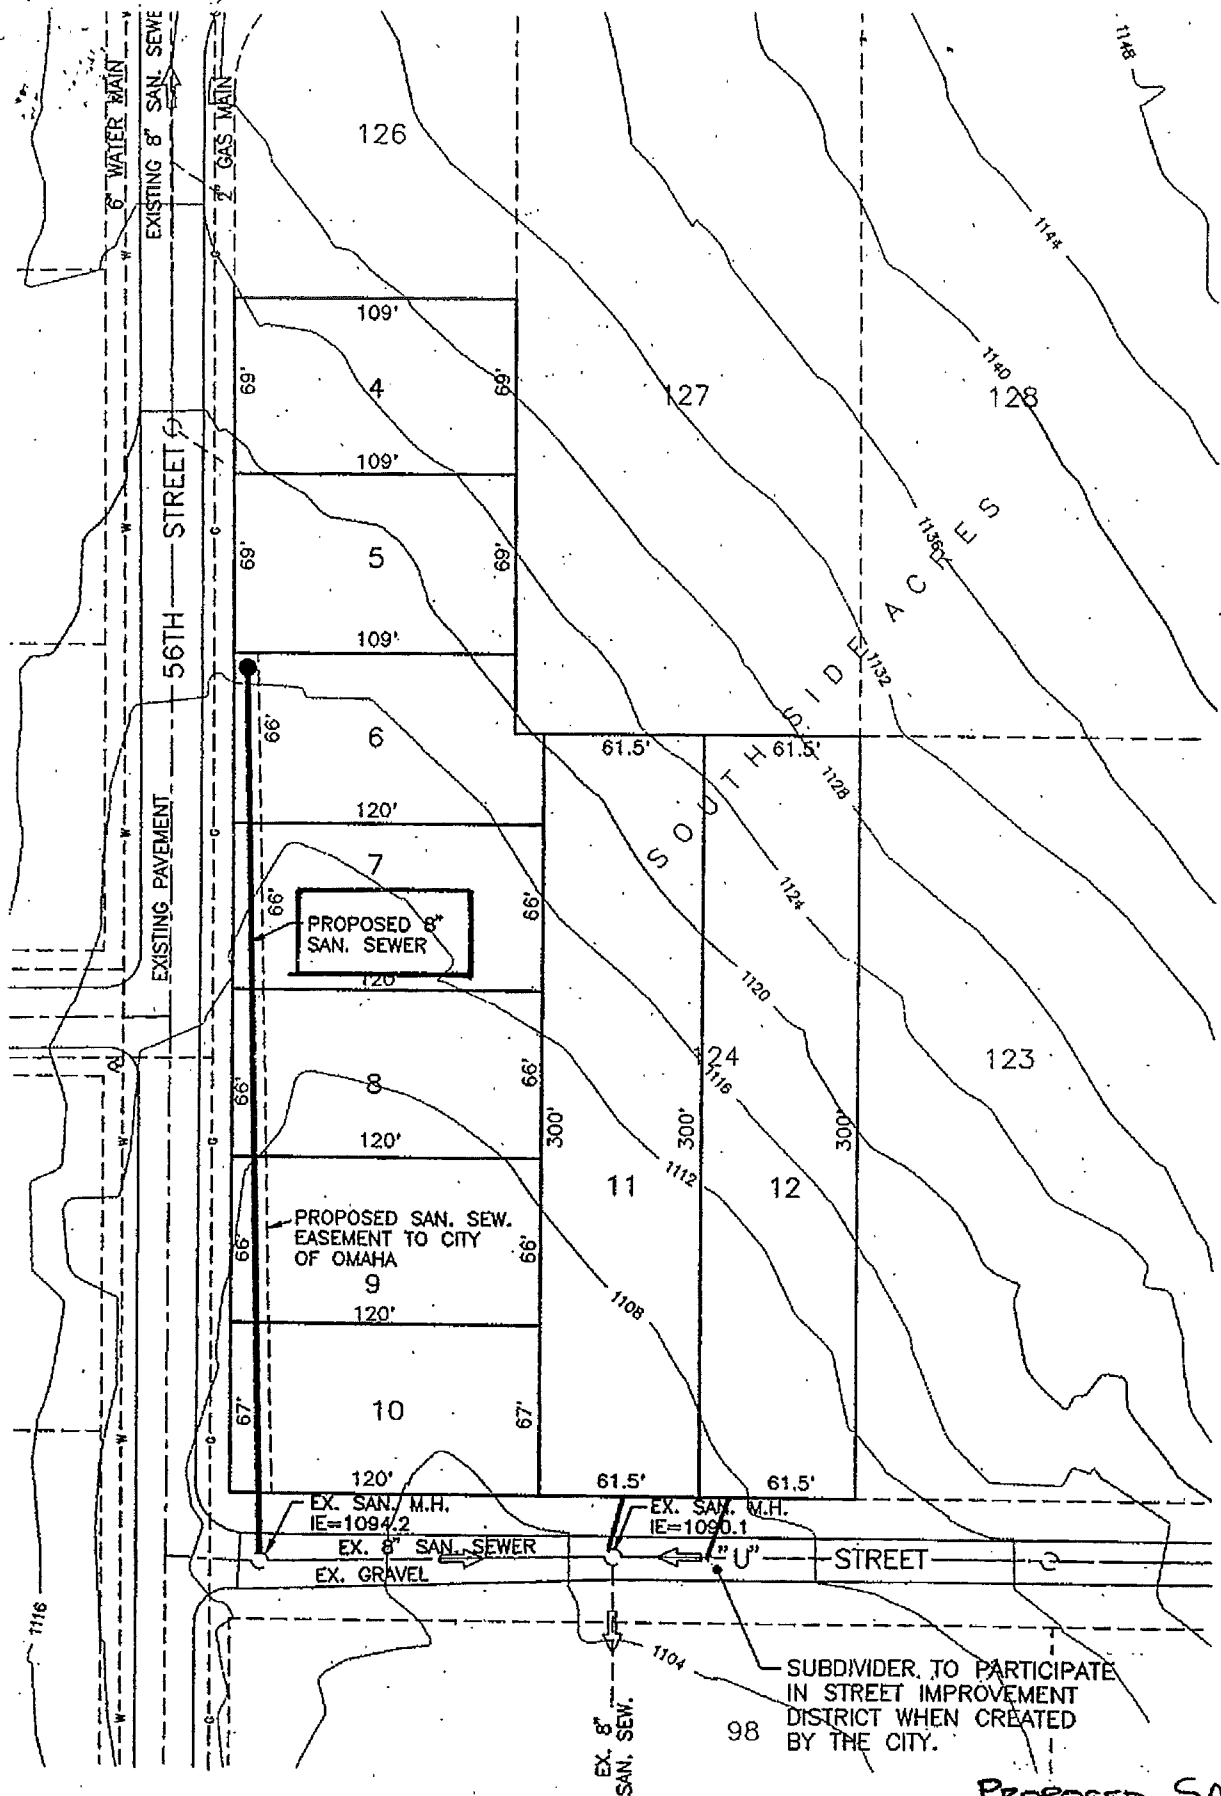 6" WATER MAIN
EXISTING 8" SAN. SEWE
2" GAS MAIN
1148
126
1144
109'
1140
69'
4
69'
127
128
109'
56TH STREET
69'
5
69'
1136
SOUTH SIDE ACRES
109'
1132
66'
6
61.5'
61.5'
1128
120'
EXISTING PAVEMENT
7
66'
66'
1124
PROPOSED 8"
SAN. SEWER
120'
1120
24
123
66'
8
66'
1116
300'
300'
300'
120'
1112
11
12
PROPOSED SAN. SEW.
EASEMENT TO CITY
OF OMAHA
66'
66'
9
1108
120'
67'
10
67'
120'
61.5'
61.5'
EX. SAN. M.H.
IE=1094.2
EX. SAN. M.H.
IE=1090.1
EX. 8" SAN. SEWER
"U" STREET
EX. GRAVEL
1116
1104
SUBDIVIDER TO PARTICIPATE
IN STREET IMPROVEMENT
DISTRICT WHEN CREATED
BY THE CITY.
98
EX. 8"
SAN. SEW.
PROPOSED SA